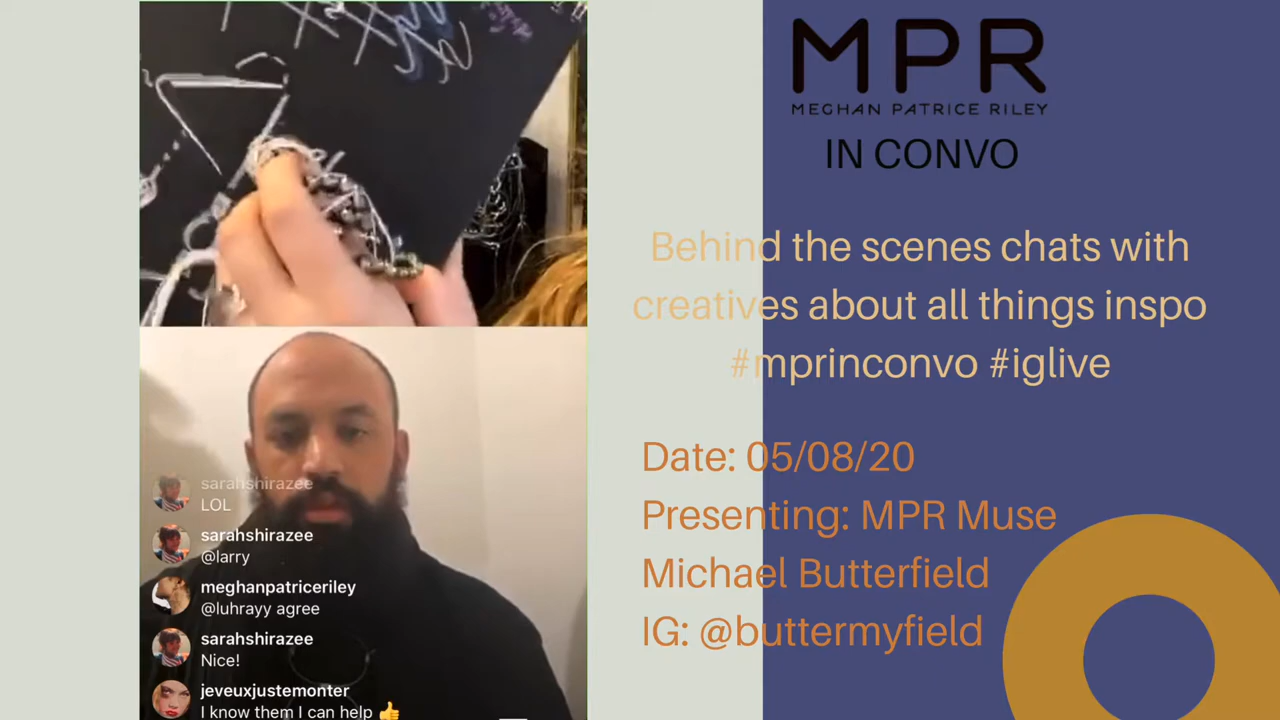 MPR
MEGHAN PATRICE RILEY
IN CONVO
Behind the scenes chats with
creatives about all things inspo
#mprinconvo #iglive
Date: 05/08/20
Presenting: MPR Muse
Michael Butterfield
IG: @buttermyfield
sarahshirazee
LOL
sarahshirazee
@larry
meghanpatriceriley
@luhrayy agree
sarahshirazee
Nice!
jeveuxjustemonter
I know them I can help 👍